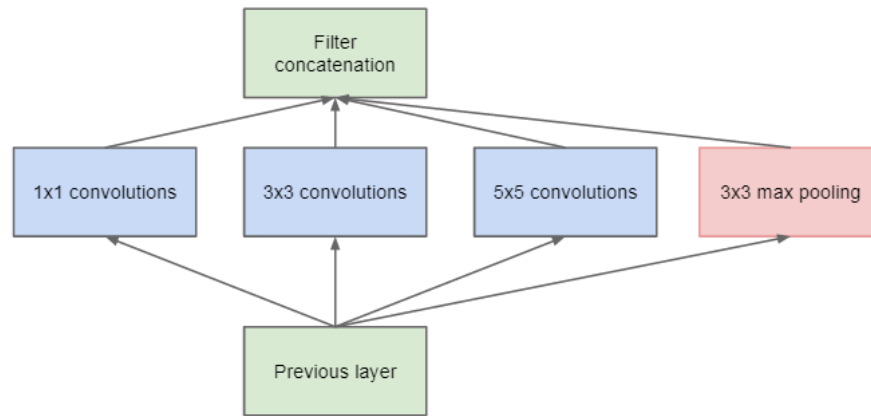 Filter
concatenation
1x1 convolutions
3x3 convolutions
5x5 convolutions
3x3 max pooling
Previous layer